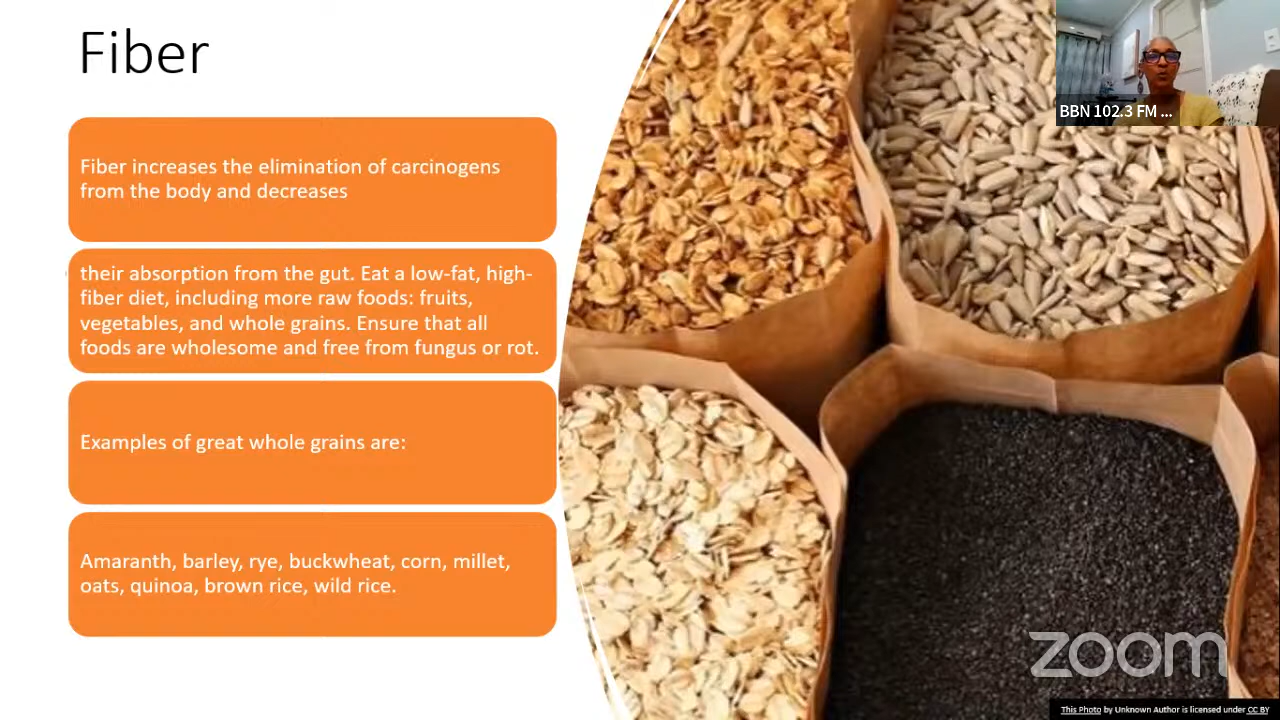 Fiber
Fiber increases the elimination of carcinogens
from the body and decreases
their absorption from the gut. Eat a low-fat, high-
fiber diet, including more raw foods: fruits,
vegetables, and whole grains. Ensure that all
foods are wholesome and free from fungus or rot.
Examples of great whole grains are:
Amaranth, barley, rye, buckwheat, corn, millet,
oats, quinoa, brown rice, wild rice.
BBN 102.3 FM ...
zoom
This Photo by Unknown Author is licensed under CC BY